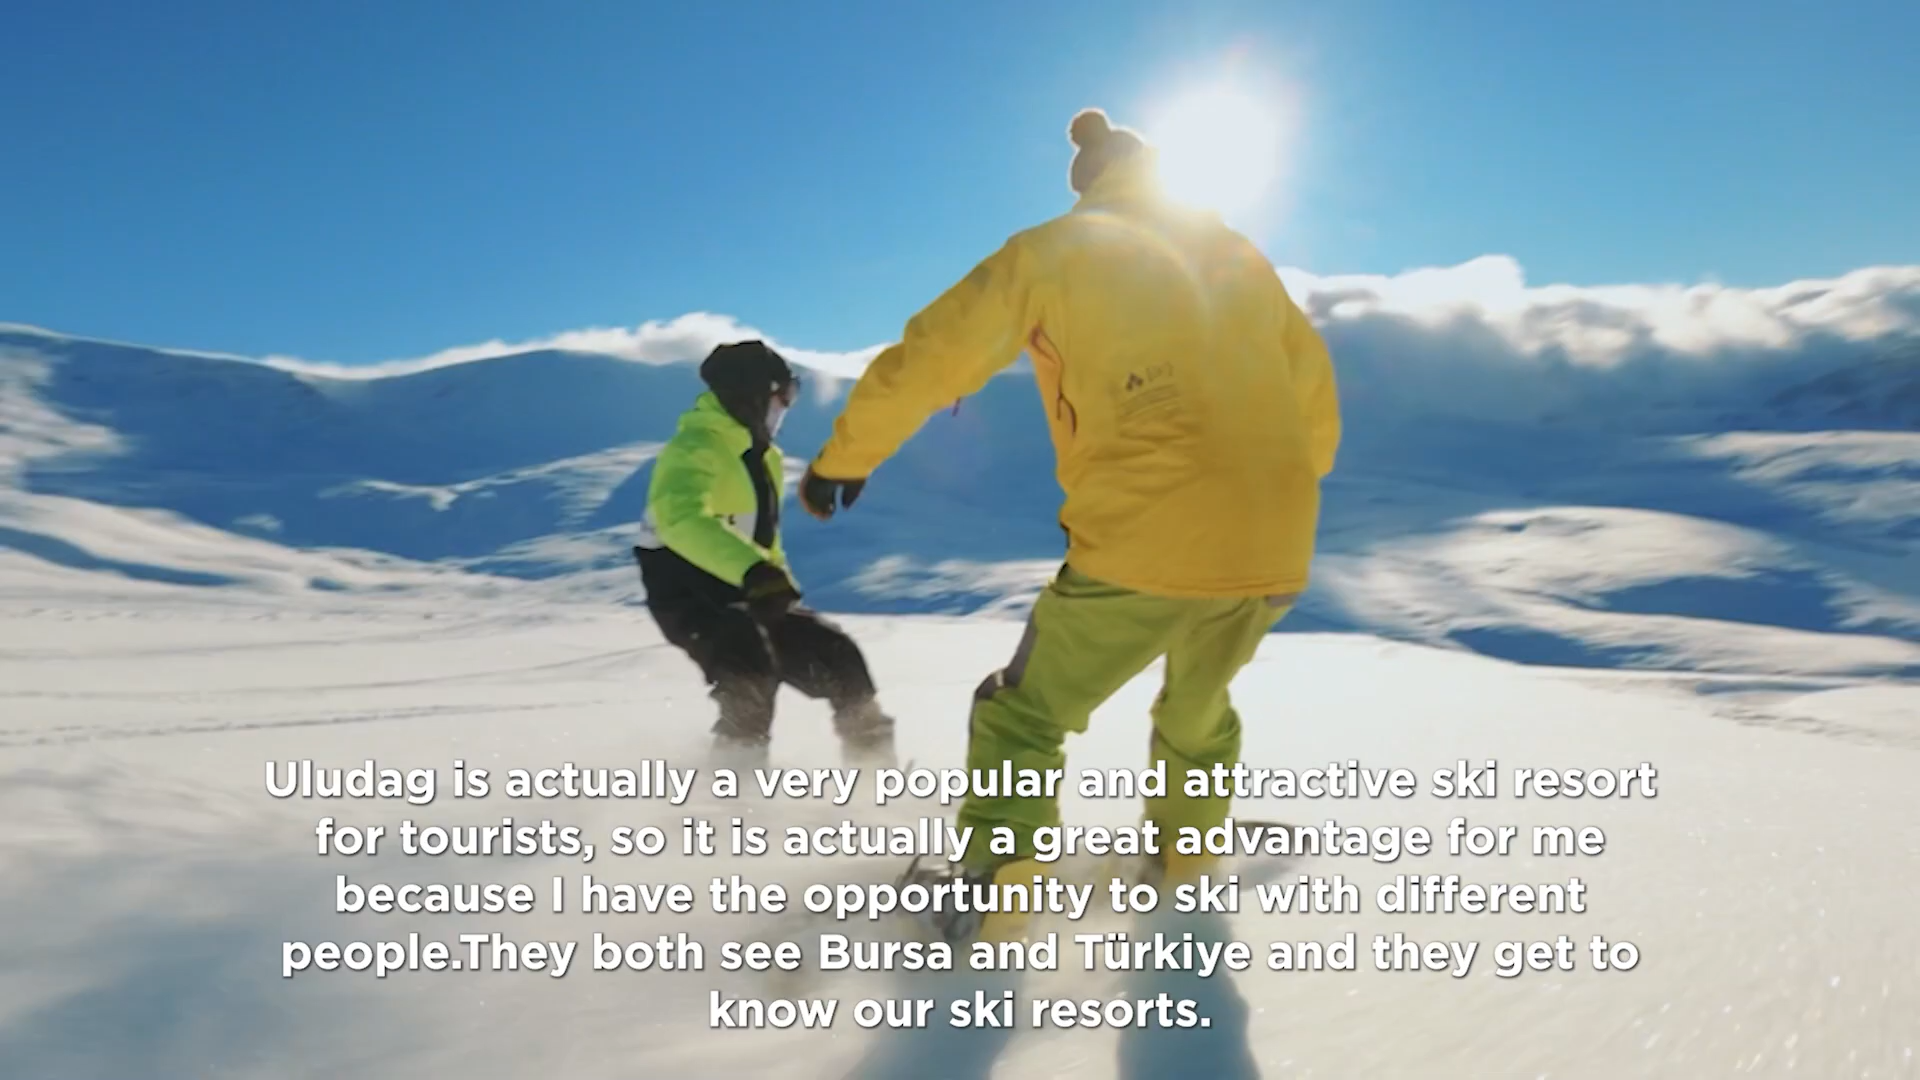 Uludag is actually a very popular and attractive ski resort
for tourists, so it is actually a great advantage for me
because I have the opportunity to ski with different
people.They both see Bursa and Türkiye and they get to
know our ski resorts.